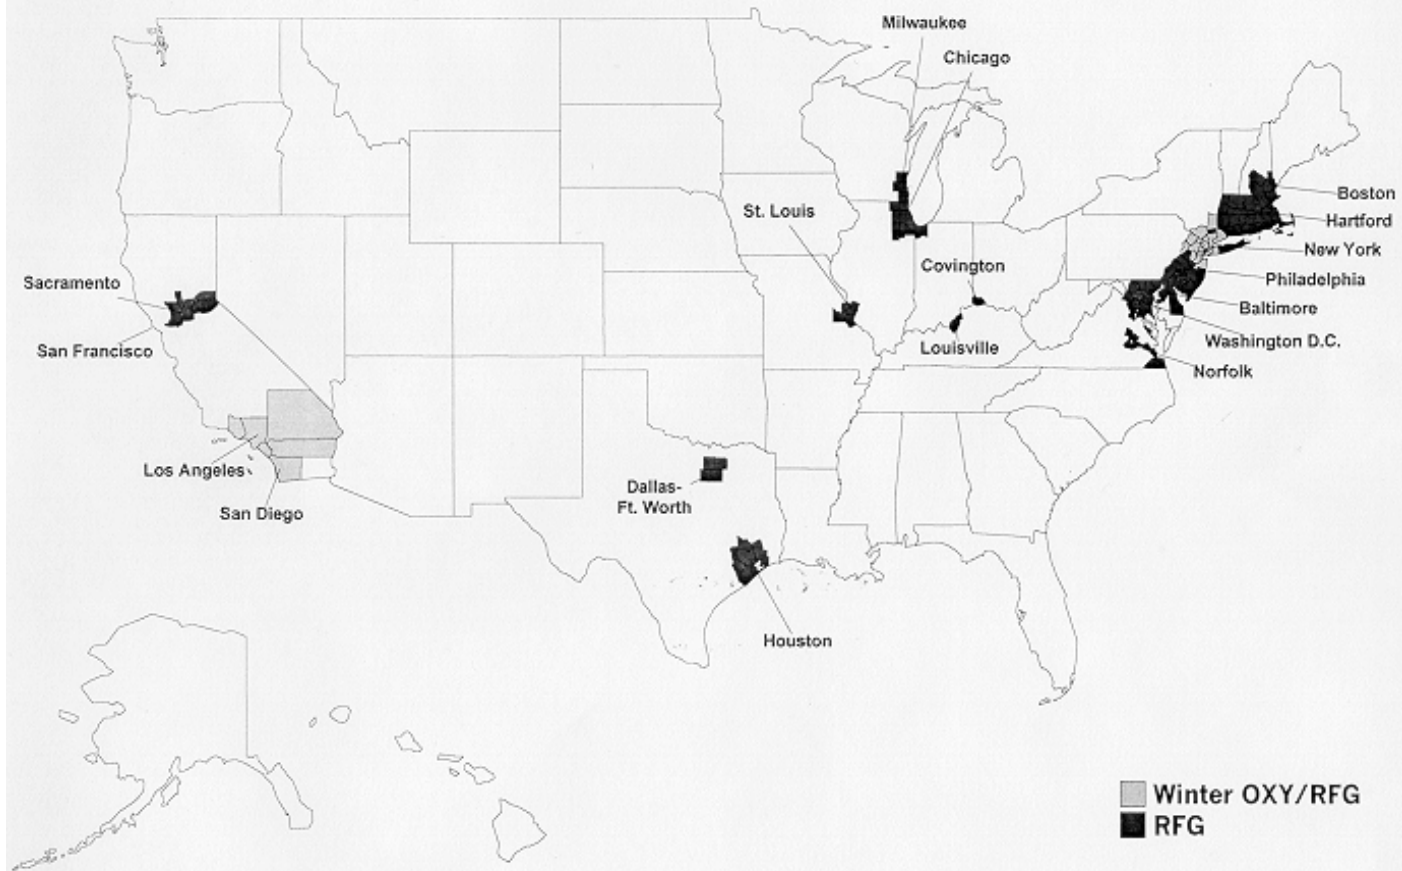 Milwaukee
Chicago
Boston
St. Louis
Hartford
New York
Covington
Sacramento
Philadelphia
Baltimore
San Francisco
Louisville
Washington D.C.
Norfolk
Los Angeles
Dallas-
Ft. Worth
San Diego
Houston
Winter OXY/RFG
RFG